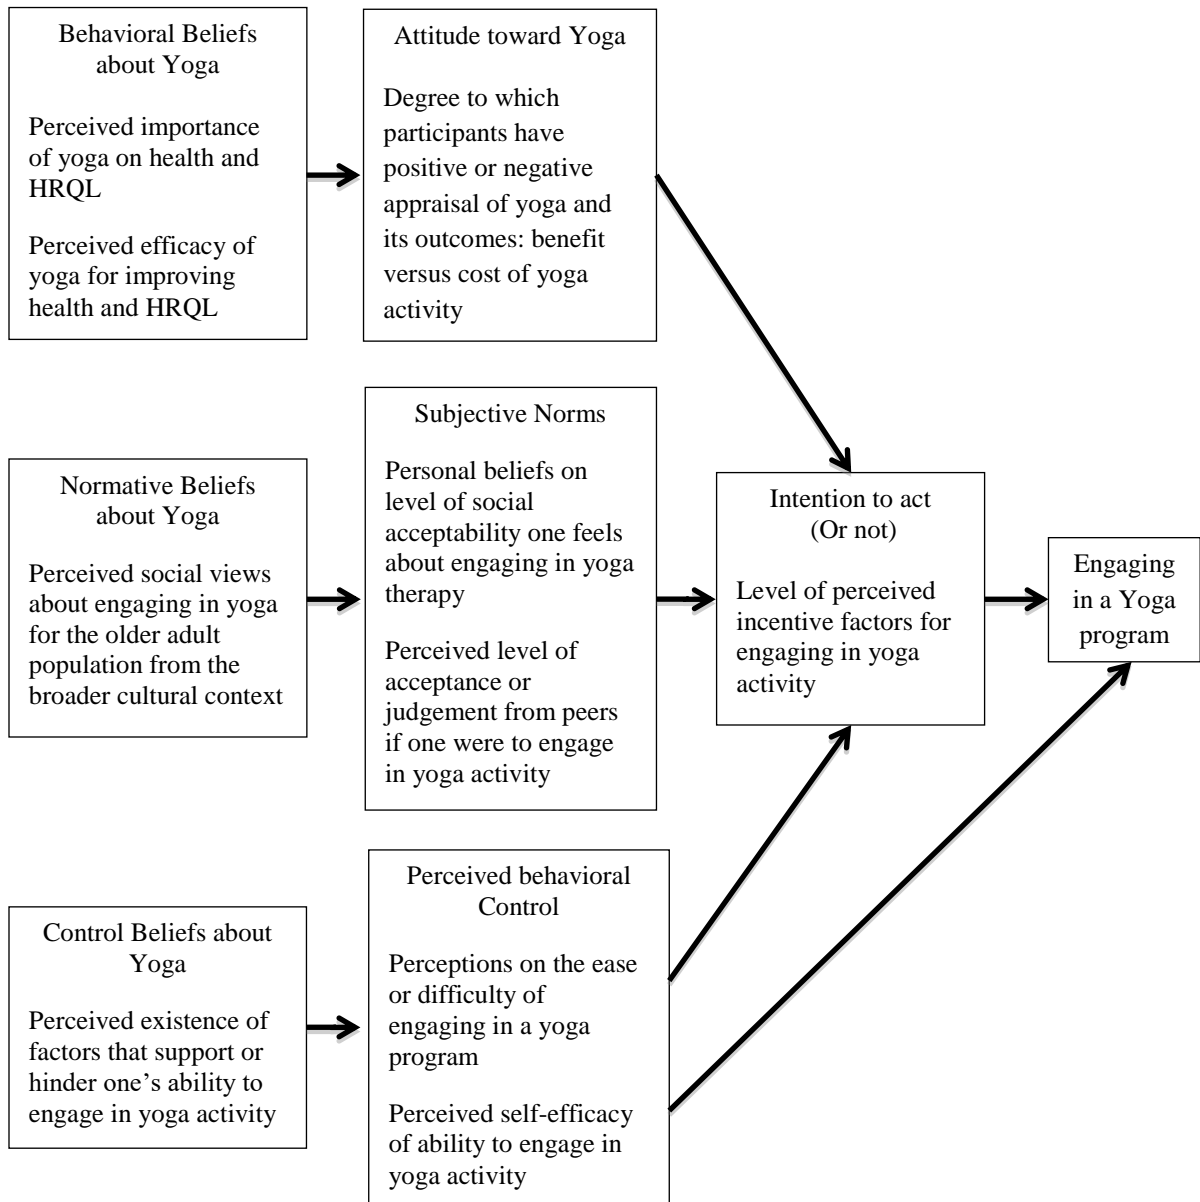 Behavioral Beliefs
about Yoga
Perceived importance
of yoga on health and
HRQL
Perceived efficacy of
yoga for improving
health and HRQL
Attitude toward Yoga
Degree to which
participants have
positive or negative
appraisal of yoga and
its outcomes: benefit
versus cost of yoga
activity
Normative Beliefs
about Yoga
Perceived social views
about engaging in yoga
for the older adult
population from the
broader cultural context
Subjective Norms
Personal beliefs on
level of social
acceptability one feels
about engaging in yoga
therapy
Perceived level of
acceptance or
judgement from peers
if one were to engage
in yoga activity
Intention to act
(Or not)
Level of perceived
incentive factors for
engaging in yoga
activity
Engaging
in a Yoga
program
Control Beliefs about
Yoga
Perceived existence of
factors that support or
hinder one’s ability to
engage in yoga activity
Perceived behavioral
Control
Perceptions on the ease
or difficulty of
engaging in a yoga
program
Perceived self-efficacy
of ability to engage in
yoga activity